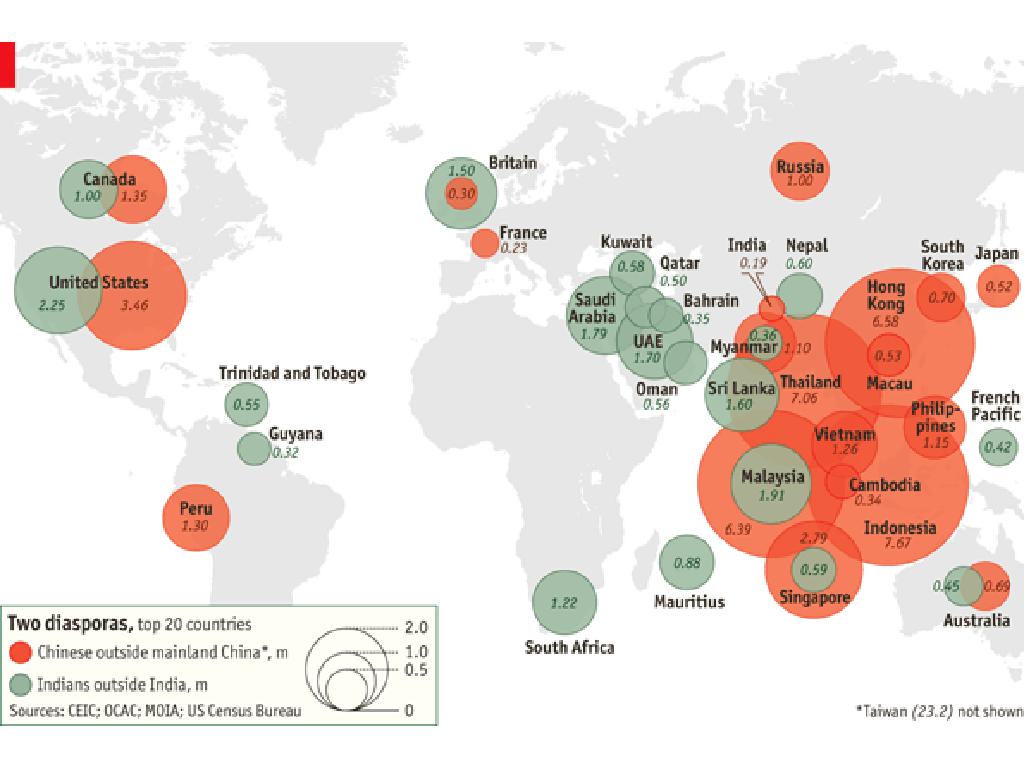 Britain
1.50
0.30
Canada
1.00 1.35
Russia
1.00
France
0.23
Kuwait
0.58
Qatar
0.50
India
0.19
Nepal
0.60
South
Korea
0.70
Japan
0.52
United States
2.25 3.46
Saudi
Arabia
1.79
Bahrain
0.35
UAE
1.70
Oman
0.56
Hong
Kong
6.58
0.53
Macau
0.36
Myanmar 1.10
Sri Lanka
1.60
Thailand
7.06
Trinidad and Tobago
0.55
Guyana
0.32
French
Pacific
0.42
Philip-
pines
1.15
Vietnam
1.26
Malaysia
1.91
6.39
Cambodia
0.34
Indonesia
7.67
Peru
1.30
2.79
0.59
Singapore
0.88
Mauritius
1.22
South Africa
0.45 0.69
Australia
Two diasporas, top 20 countries
Chinese outside mainland China*, m
Indians outside India, m
2.0
1.0
0.5
0
Sources: CEIC; OCAC; MOIA; US Census Bureau
*Taiwan (23.2) not shown